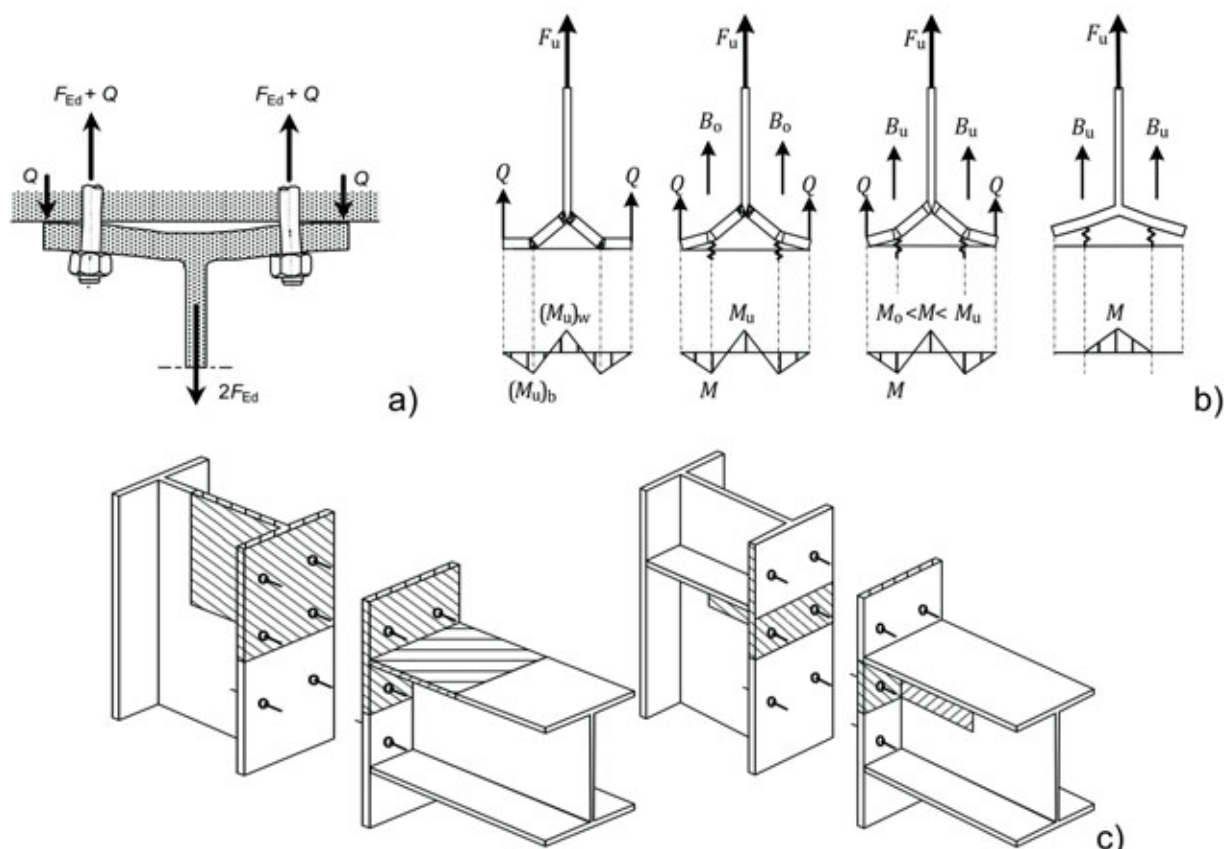 F_Ed + Q F_Ed + Q
Q Q
2F_Ed
a)
F_u F_u F_u F_u
B_o B_o B_u B_u B_u B_u
Q Q Q Q Q Q
(M_u)_w M_u M_o <M< M_u M
(M_u)_b M M
b)
c)